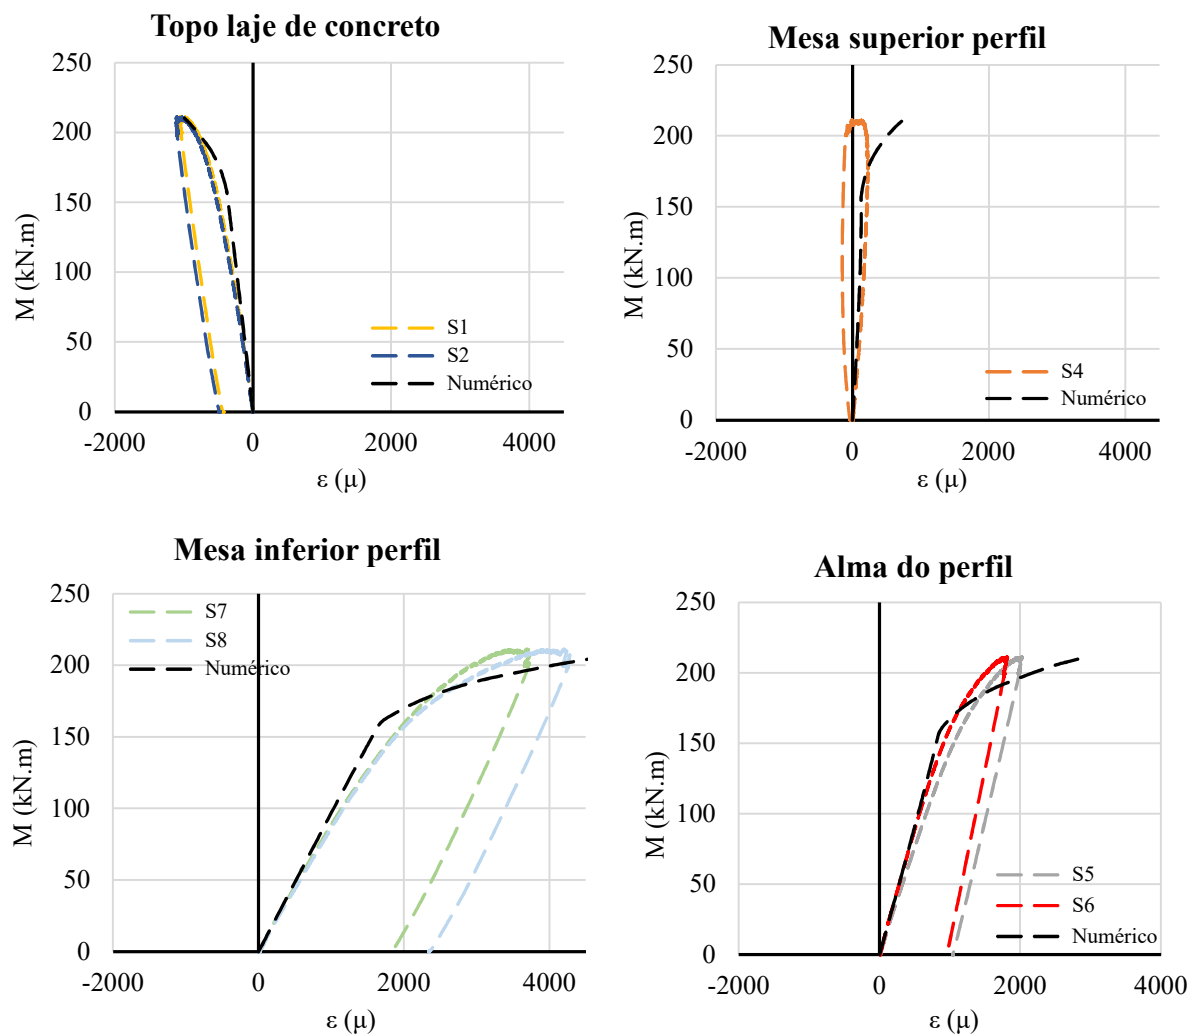 Topo laje de concreto
250
200
150
100
50
0
-2000 0 2000 4000
M (kN.m)
ε (μ)
S1
S2
Numérico
Mesa superior perfil
250
200
150
100
50
0
-2000 0 2000 4000
M (kN.m)
ε (μ)
S4
Numérico
Mesa inferior perfil
250
200
150
100
50
0
-2000 0 2000 4000
M (kN.m)
ε (μ)
S7
S8
Numérico
Alma do perfil
250
200
150
100
50
0
-2000 0 2000 4000
M (kN.m)
ε (μ)
S5
S6
Numérico